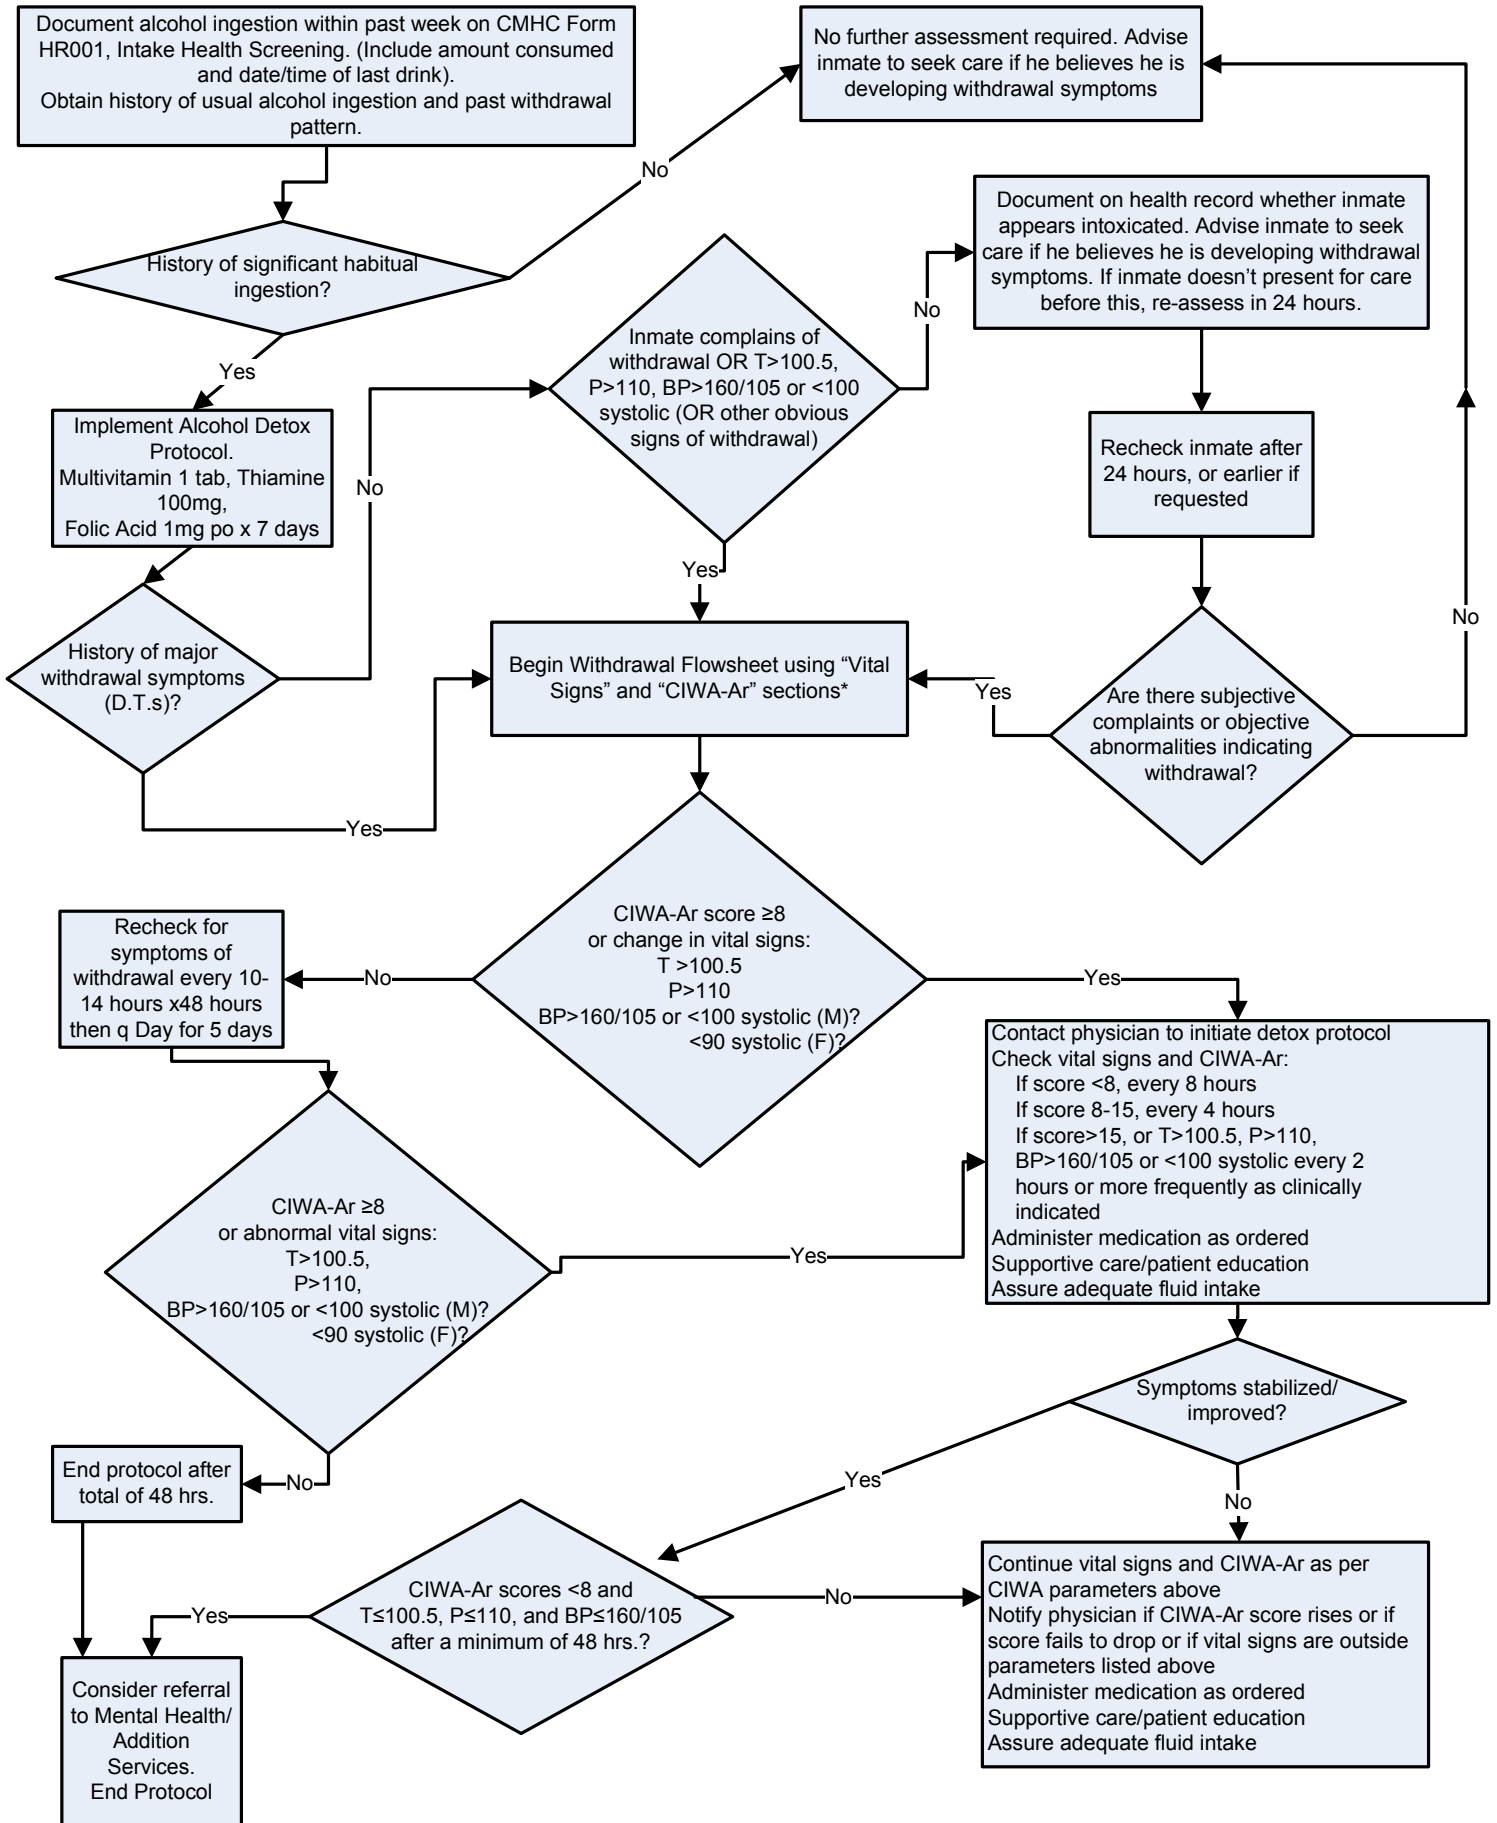 Document alcohol ingestion within past week on CMHC Form
HR001, Intake Health Screening. (Include amount consumed
and date/time of last drink).
Obtain history of usual alcohol ingestion and past withdrawal
pattern.
No further assessment required. Advise
inmate to seek care if he believes he is
developing withdrawal symptoms
No
History of significant habitual
ingestion?
Yes
Document on health record whether inmate
appears intoxicated. Advise inmate to seek
care if he believes he is developing withdrawal
symptoms. If inmate doesn't present for care
before this, re-assess in 24 hours.
No
Inmate complains of
withdrawal OR T>100.5,
P>110, BP>160/105 or <100
systolic (OR other obvious
signs of withdrawal)
Implement Alcohol Detox
Protocol.
Multivitamin 1 tab, Thiamine
100mg,
Folic Acid 1mg po x 7 days
No
Recheck inmate after
24 hours, or earlier if
requested
Yes
History of major
withdrawal symptoms
(D.T.s)?
Begin Withdrawal Flowsheet using “Vital
Signs” and “CIWA-Ar” sections*
Yes
Are there subjective
complaints or objective
abnormalities indicating
withdrawal?
No
Yes
CIWA-Ar score ≥8
or change in vital signs:
T >100.5
P>110
BP>160/105 or <100 systolic (M)?
<90 systolic (F)?
No
Yes
Recheck for
symptoms of
withdrawal every 10-
14 hours x48 hours
then q Day for 5 days
Contact physician to initiate detox protocol
Check vital signs and CIWA-Ar:
If score <8, every 8 hours
If score 8-15, every 4 hours
If score>15, or T>100.5, P>110,
BP>160/105 or <100 systolic every 2
hours or more frequently as clinically
indicated
Administer medication as ordered
Supportive care/patient education
Assure adequate fluid intake
CIWA-Ar ≥8
or abnormal vital signs:
T>100.5,
P>110,
BP>160/105 or <100 systolic (M)?
<90 systolic (F)?
Yes
Symptoms stabilized/
improved?
End protocol after
total of 48 hrs.
No
Yes
No
CIWA-Ar scores <8 and
T≤100.5, P≤110, and BP≤160/105
after a minimum of 48 hrs.?
No
Yes
Continue vital signs and CIWA-Ar as per
CIWA parameters above
Notify physician if CIWA-Ar score rises or if
score fails to drop or if vital signs are outside
parameters listed above
Administer medication as ordered
Supportive care/patient education
Assure adequate fluid intake
Consider referral
to Mental Health/
Addition
Services.
End Protocol